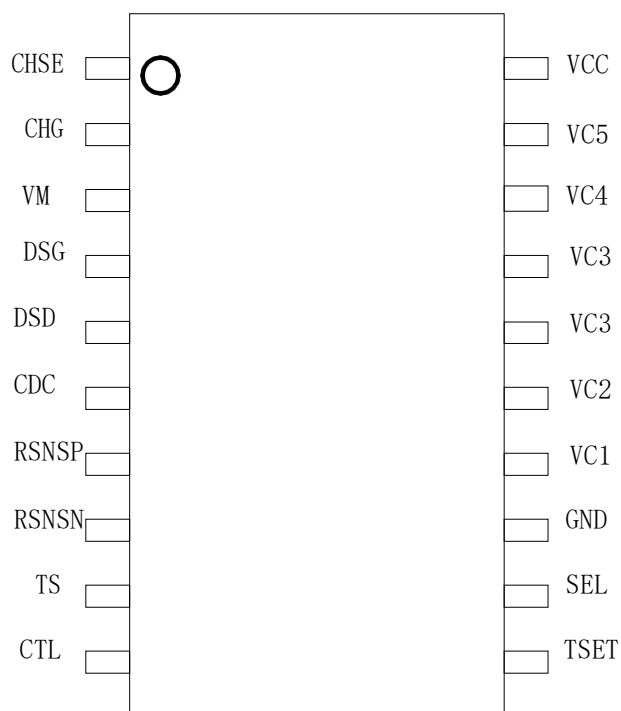 CHSE VCC
CHG VC5
VM VC4
DSG VC3
DSD VC3
CDC VC2
RSNSP VC1
RSNSN GND
TS SEL
CTL TSET